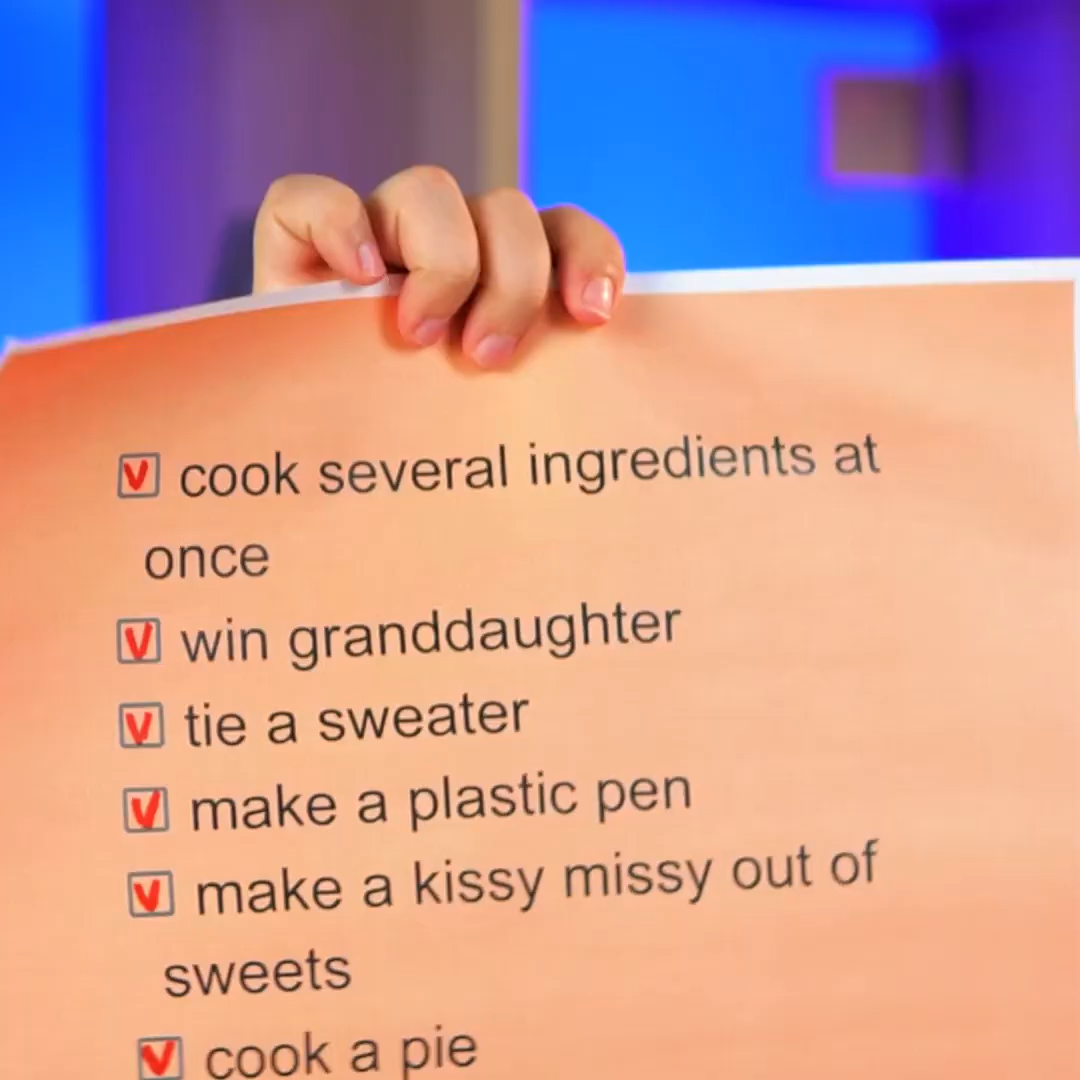 cook several ingredients at
once
win granddaughter
tie a sweater
make a plastic pen
make a kissy missy out of
sweets
cook a pie